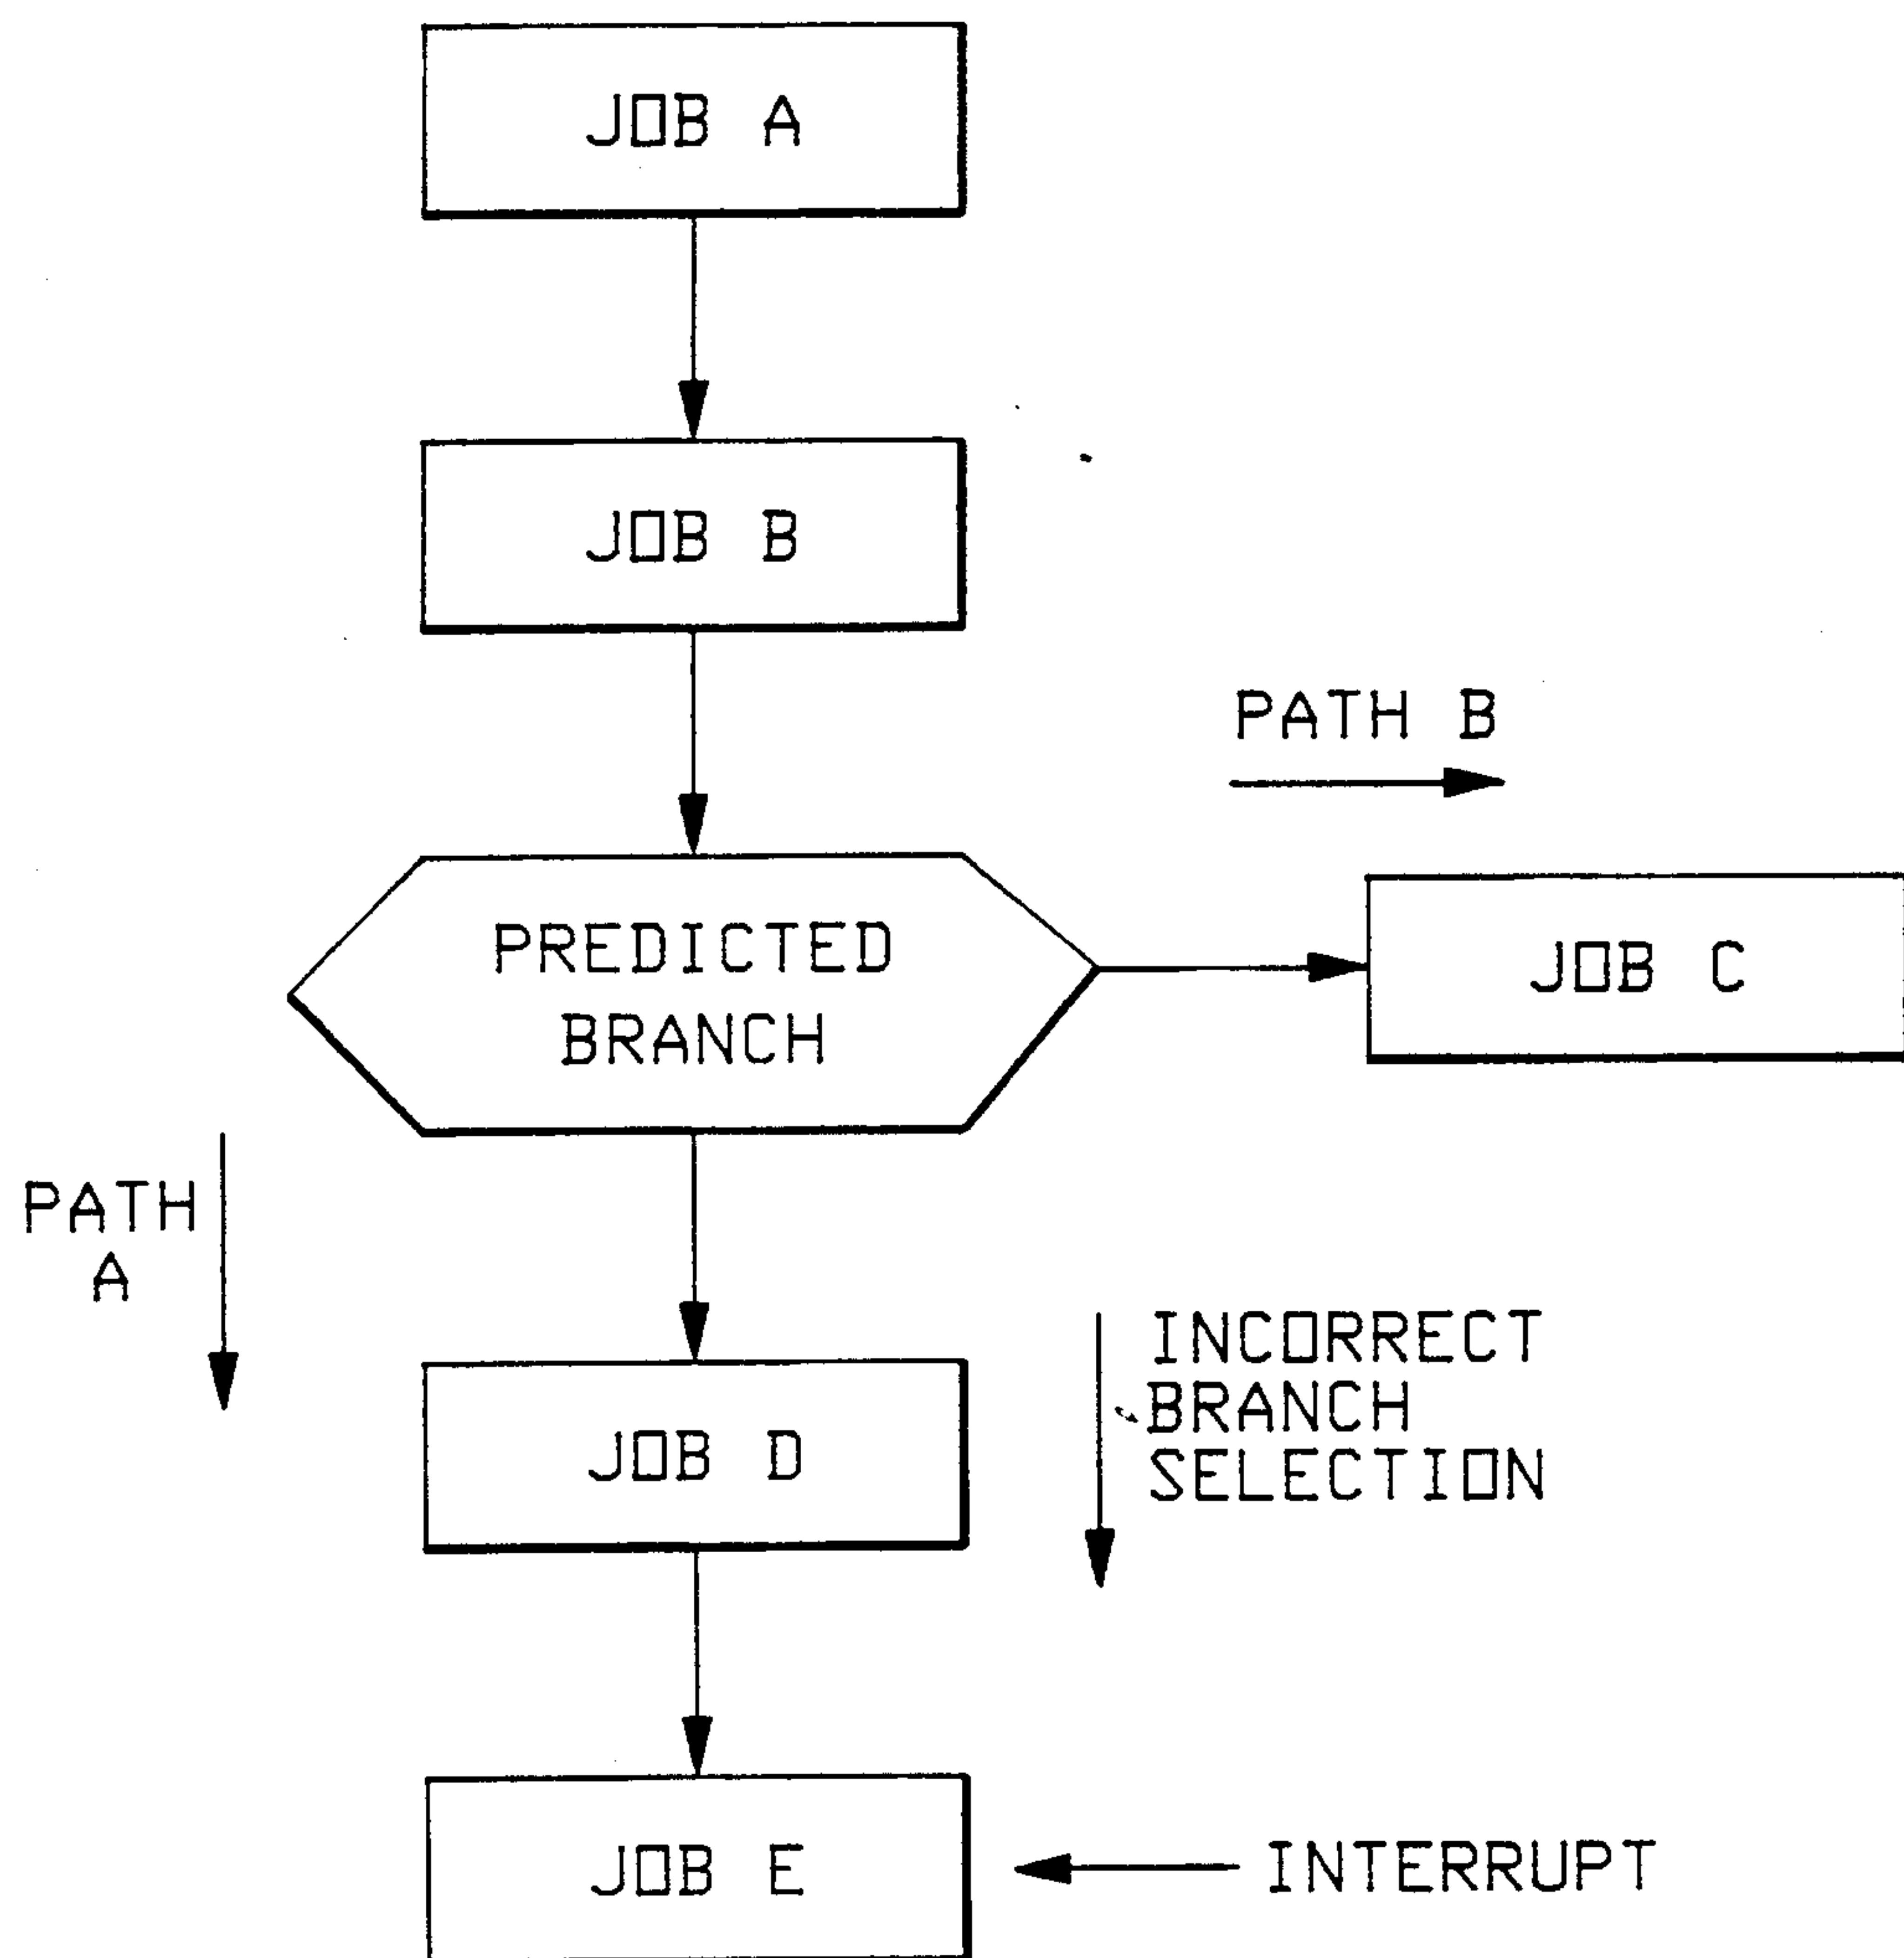 JOB A
JOB B
PATH B
PREDICTED
BRANCH
JOB C
PATH
A
INCORRECT
BRANCH
SELECTION
JOB D
JOB E
INTERRUPT